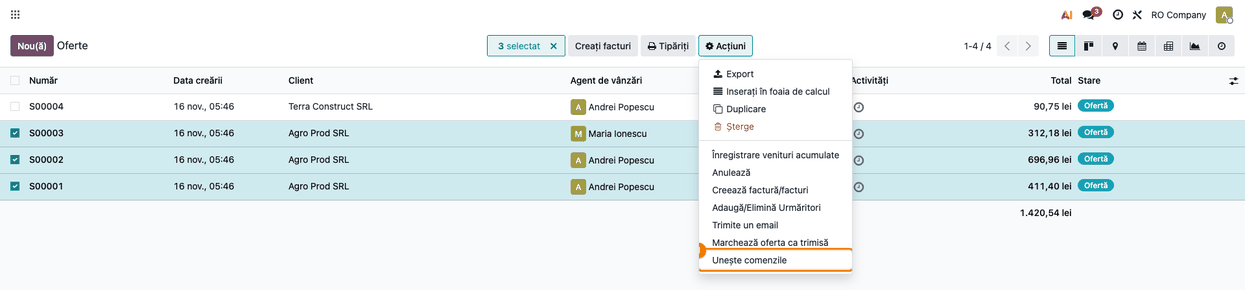 AI 3 RO Company A
Nou(ă) Oferte 3 selectat Creați facturi Tipăriți Acțiuni 1-4 / 4
Număr Data creării Client Agent de vânzări Activități Total Stare
S00004 16 nov., 05:46 Terra Construct SRL A Andrei Popescu 90,75 lei Ofertă
S00003 16 nov., 05:46 Agro Prod SRL M Maria Ionescu 312,18 lei Ofertă
S00002 16 nov., 05:46 Agro Prod SRL A Andrei Popescu 696,96 lei Ofertă
S00001 16 nov., 05:46 Agro Prod SRL A Andrei Popescu 411,40 lei Ofertă
1.420,54 lei
Export
Inserați în foaia de calcul
Duplicare
Șterge
Înregistrare venituri acumulate
Anulează
Creează factură/facturi
Adaugă/Elimină Urmăritori
Trimite un email
Marchează oferta ca trimisă
Unește comenzile